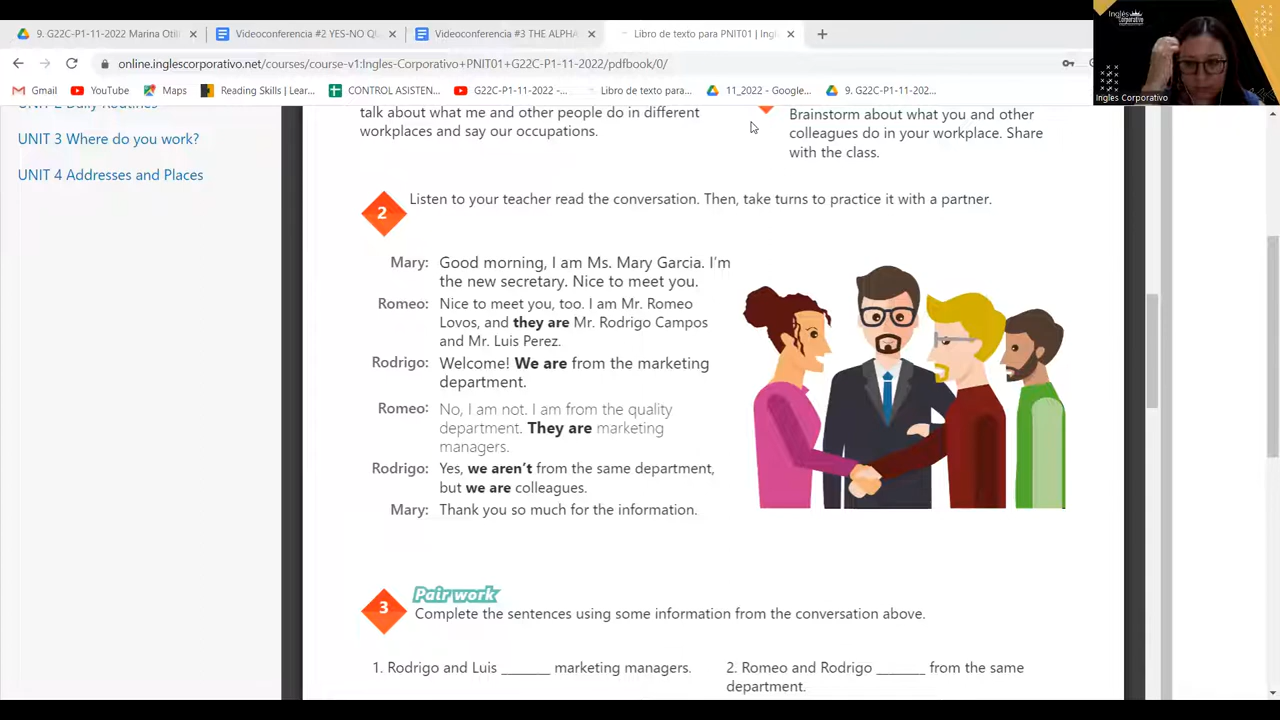 9. G22C-P1-11-2022 Marina Otili
Videoconferencia #2 YES-NO QU
Videoconferencia #3 THE ALPHA
Libro de texto para PNIT01 | Ingl
online.inglescorporativo.net/courses/course-v1:Ingles-Corporativo+PNIT01+G22C-P1-11-2022/pdfbook/0/
Gmail
YouTube
Maps
Reading Skills | Lear...
CONTROL ASISTEN...
G22C-P1-11-2022 -...
Libro de texto para...
11_2022 - Google...
9. G22C-P1-11-202...
Inglés
Corporativo
Ingles Corporativo
UNIT 2 Daily Routines
UNIT 3 Where do you work?
UNIT 4 Addresses and Places
talk about what me and other people do in different
workplaces and say our occupations.
Brainstorm about what you and other
colleagues do in your workplace. Share
with the class.
2
Listen to your teacher read the conversation. Then, take turns to practice it with a partner.
Mary: Good morning, I am Ms. Mary Garcia. I'm
the new secretary. Nice to meet you.
Romeo: Nice to meet you, too. I am Mr. Romeo
Lovos, and they are Mr. Rodrigo Campos
and Mr. Luis Perez.
Rodrigo: Welcome! We are from the marketing
department.
Romeo: No, I am not. I am from the quality
department. They are marketing
managers.
Rodrigo: Yes, we aren't from the same department,
but we are colleagues.
Mary: Thank you so much for the information.
3
Pair work
Complete the sentences using some information from the conversation above.
1. Rodrigo and Luis _______ marketing managers.
2. Romeo and Rodrigo _______ from the same
department.